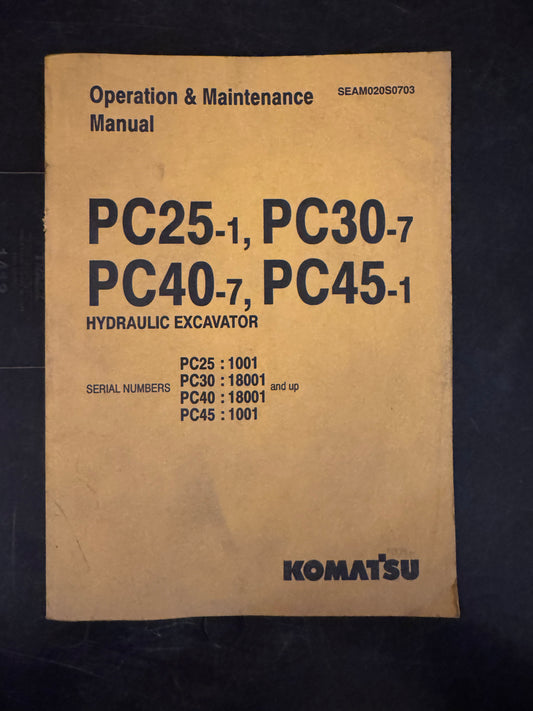 Operation & Maintenance
Manual
SEAM020S0703
PC25-1, PC30-7
PC40-7, PC45-1
HYDRAULIC EXCAVATOR
SERIAL NUMBERS
PC25 : 1001
PC30 : 18001
PC40 : 18001
PC45 : 1001
and up
KOMATSU